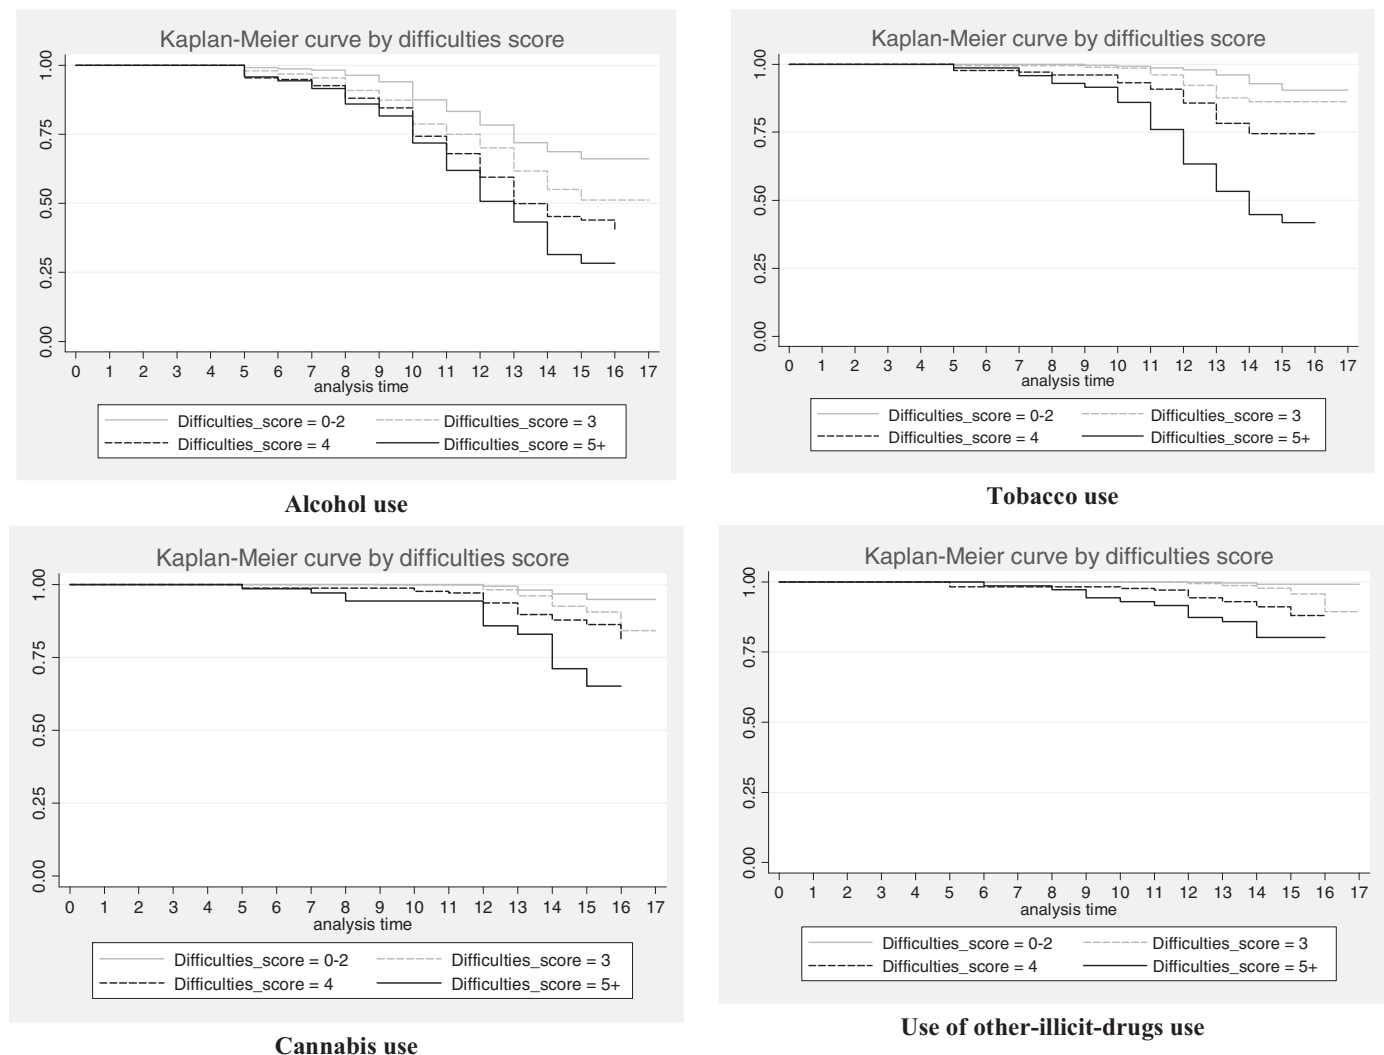 Kaplan-Meier curve by difficulties score
1.00
0.75
0.50
0.25
0.00
0 1 2 3 4 5 6 7 8 9 10 11 12 13 14 15 16 17
analysis time
Difficulties_score = 0-2 Difficulties_score = 3
Difficulties_score = 4 Difficulties_score = 5+
Alcohol use
Kaplan-Meier curve by difficulties score
1.00
0.75
0.50
0.25
0.00
0 1 2 3 4 5 6 7 8 9 10 11 12 13 14 15 16 17
analysis time
Difficulties_score = 0-2 Difficulties_score = 3
Difficulties_score = 4 Difficulties_score = 5+
Tobacco use
Kaplan-Meier curve by difficulties score
1.00
0.75
0.50
0.25
0.00
0 1 2 3 4 5 6 7 8 9 10 11 12 13 14 15 16 17
analysis time
Difficulties_score = 0-2 Difficulties_score = 3
Difficulties_score = 4 Difficulties_score = 5+
Cannabis use
Kaplan-Meier curve by difficulties score
1.00
0.75
0.50
0.25
0.00
0 1 2 3 4 5 6 7 8 9 10 11 12 13 14 15 16 17
analysis time
Difficulties_score = 0-2 Difficulties_score = 3
Difficulties_score = 4 Difficulties_score = 5+
Use of other-illicit-drugs use